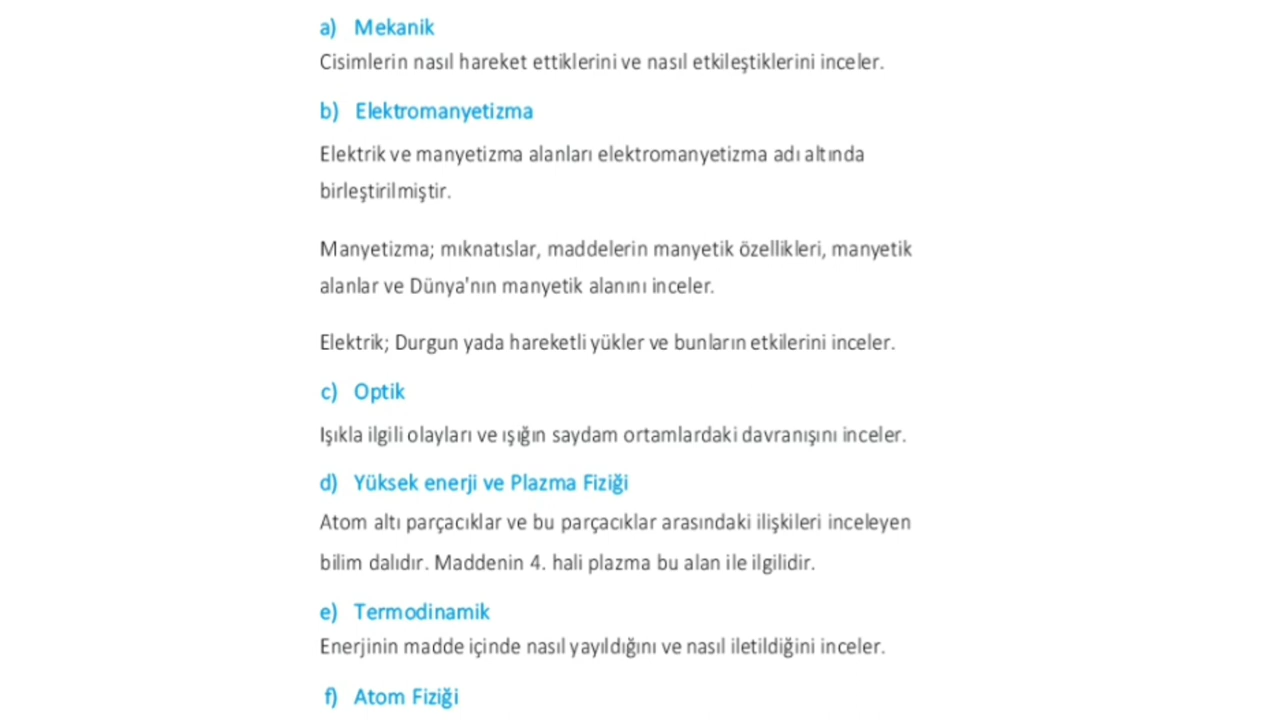 a) Mekanik
Cisimlerin nasıl hareket ettiklerini ve nasıl etkileştiklerini inceler.
b) Elektromanyetizma
Elektrik ve manyetizma alanları elektromanyetizma adı altında
birleştirilmiştir.
Manyetizma; mıknatıslar, maddelerin manyetik özellikleri, manyetik
alanlar ve Dünya'nın manyetik alanını inceler.
Elektrik; Durgun yada hareketli yükler ve bunların etkilerini inceler.
c) Optik
Işıkla ilgili olayları ve ışığın saydam ortamlardaki davranışını inceler.
d) Yüksek enerji ve Plazma Fiziği
Atom altı parçacıklar ve bu parçacıklar arasındaki ilişkileri inceleyen
bilim dalıdır. Maddenin 4. hali plazma bu alan ile ilgilidir.
e) Termodinamik
Enerjinin madde içinde nasıl yayıldığını ve nasıl iletildiğini inceler.
f) Atom Fiziği